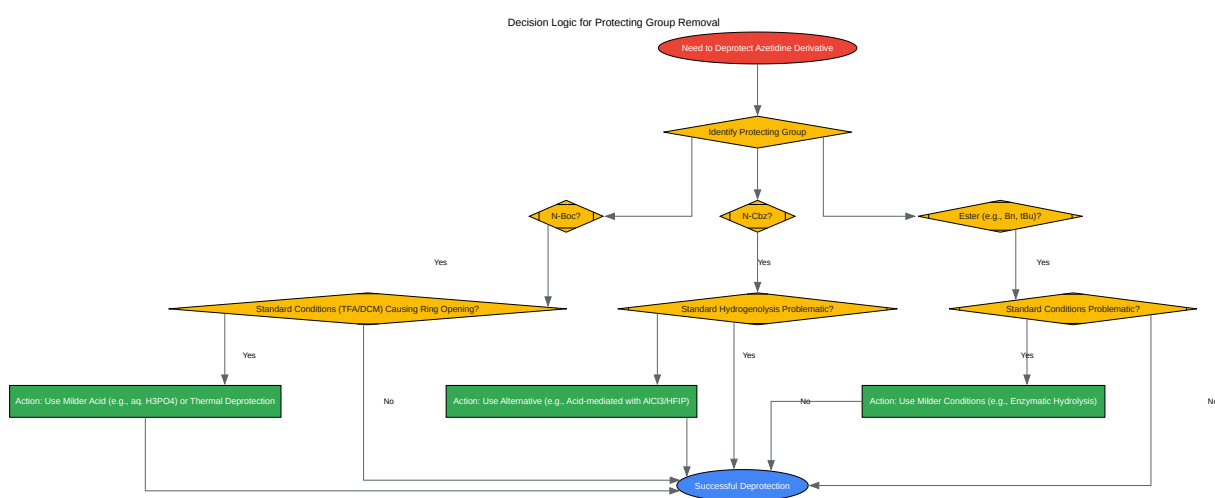 Decision Logic for Protecting Group Removal
Need to Deprotect Azetidine Derivative
Identify Protecting Group
N-Boc?
N-Cbz?
Ester (e.g., Bn, tBu)?
Yes
Yes
Yes
Standard Conditions (TFA/DCM) Causing Ring Opening?
Standard Hydrogenolysis Problematic?
Standard Conditions Problematic?
Yes
Yes
Yes
Action: Use Milder Acid (e.g., aq. H3PO4) or Thermal Deprotection
No
Action: Use Alternative (e.g., Acid-mediated with AlCl3/HFIP)
No
Action: Use Milder Conditions (e.g., Enzymatic Hydrolysis)
Successful Deprotection